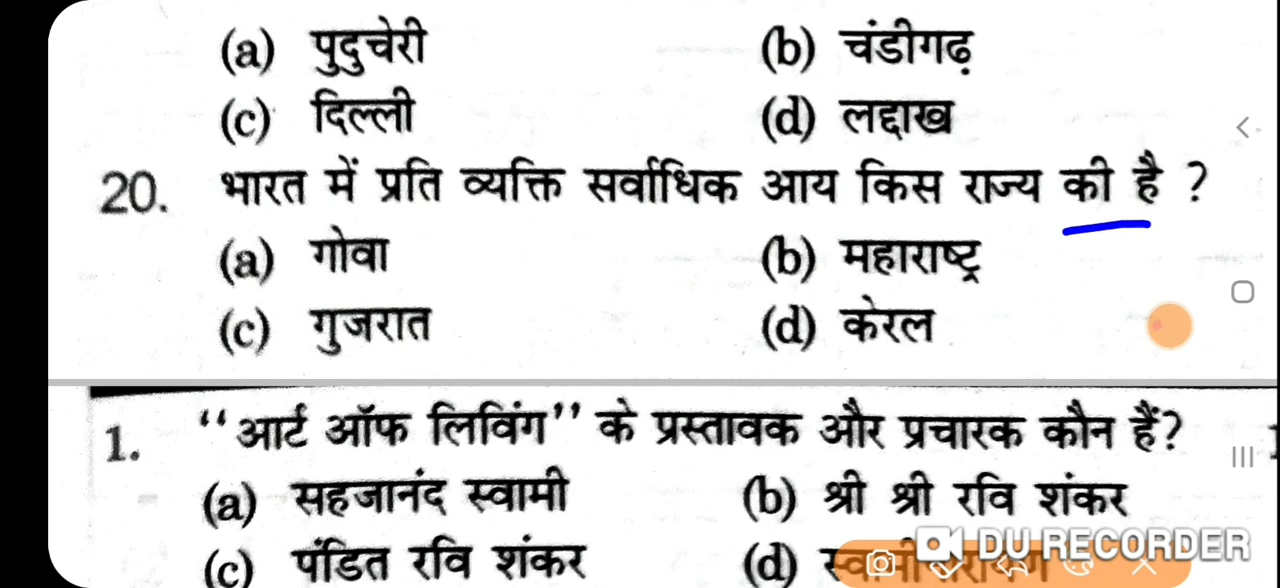 (a) पुदुचेरी (b) चंडीगढ़
(c) दिल्ली (d) लद्दाख
20. भारत में प्रति व्यक्ति सर्वाधिक आय किस राज्य की है ?
(a) गोवा (b) महाराष्ट्र
(c) गुजरात (d) केरल
1. “आर्ट ऑफ लिविंग” के प्रस्तावक और प्रचारक कौन हैं?
(a) सहजानंद स्वामी (b) श्री श्री रवि शंकर
(c) पंडित रवि शंकर (d)
DU RECORDER